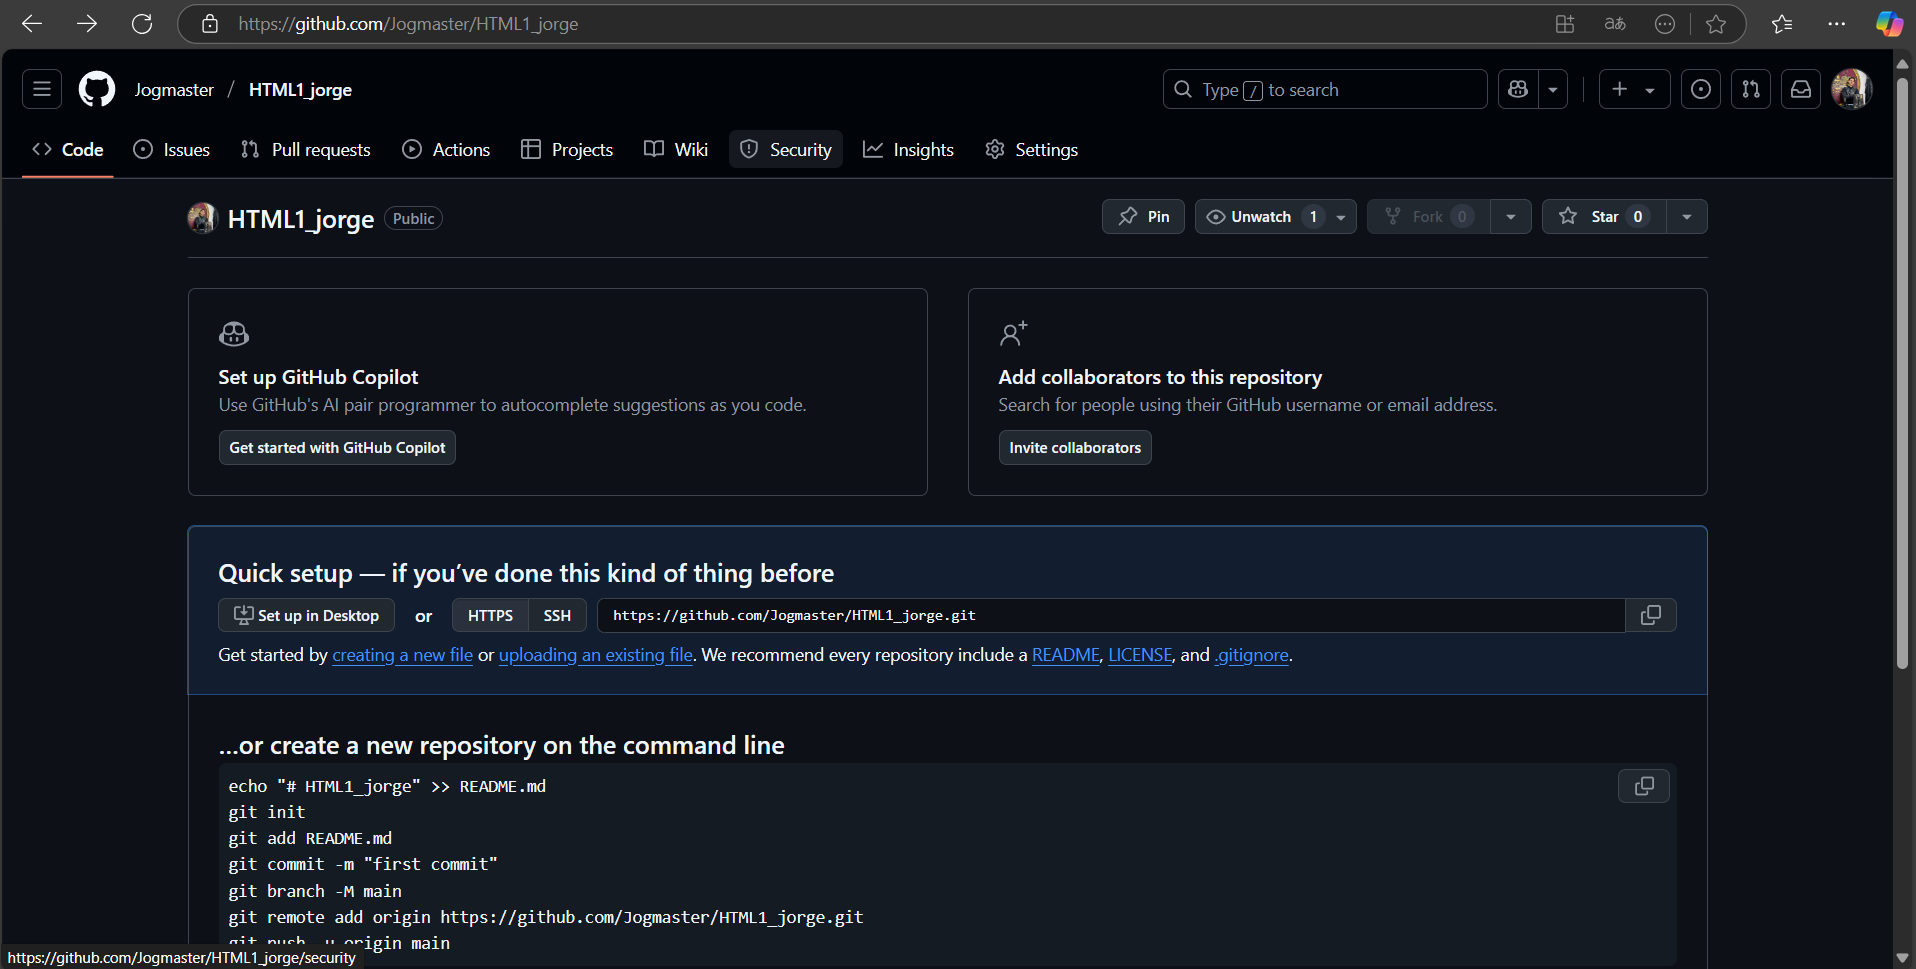 https://github.com/Jogmaster/HTML1_jorge
aあ
Jogmaster / HTML1_jorge
Type / to search
Code Issues Pull requests Actions Projects Wiki Security Insights Settings
HTML1_jorge Public
Pin Unwatch 1 Fork 0 Star 0
Set up GitHub Copilot
Use GitHub's AI pair programmer to autocomplete suggestions as you code.
Get started with GitHub Copilot
Add collaborators to this repository
Search for people using their GitHub username or email address.
Invite collaborators
Quick setup — if you’ve done this kind of thing before
Set up in Desktop or HTTPS SSH https://github.com/Jogmaster/HTML1_jorge.git
Get started by creating a new file or uploading an existing file. We recommend every repository include a README, LICENSE, and .gitignore.
…or create a new repository on the command line
echo "# HTML1_jorge" >> README.md
git init
git add README.md
git commit -m "first commit"
git branch -M main
git remote add origin https://github.com/Jogmaster/HTML1_jorge.git
git push -u origin main
https://github.com/Jogmaster/HTML1_jorge/security